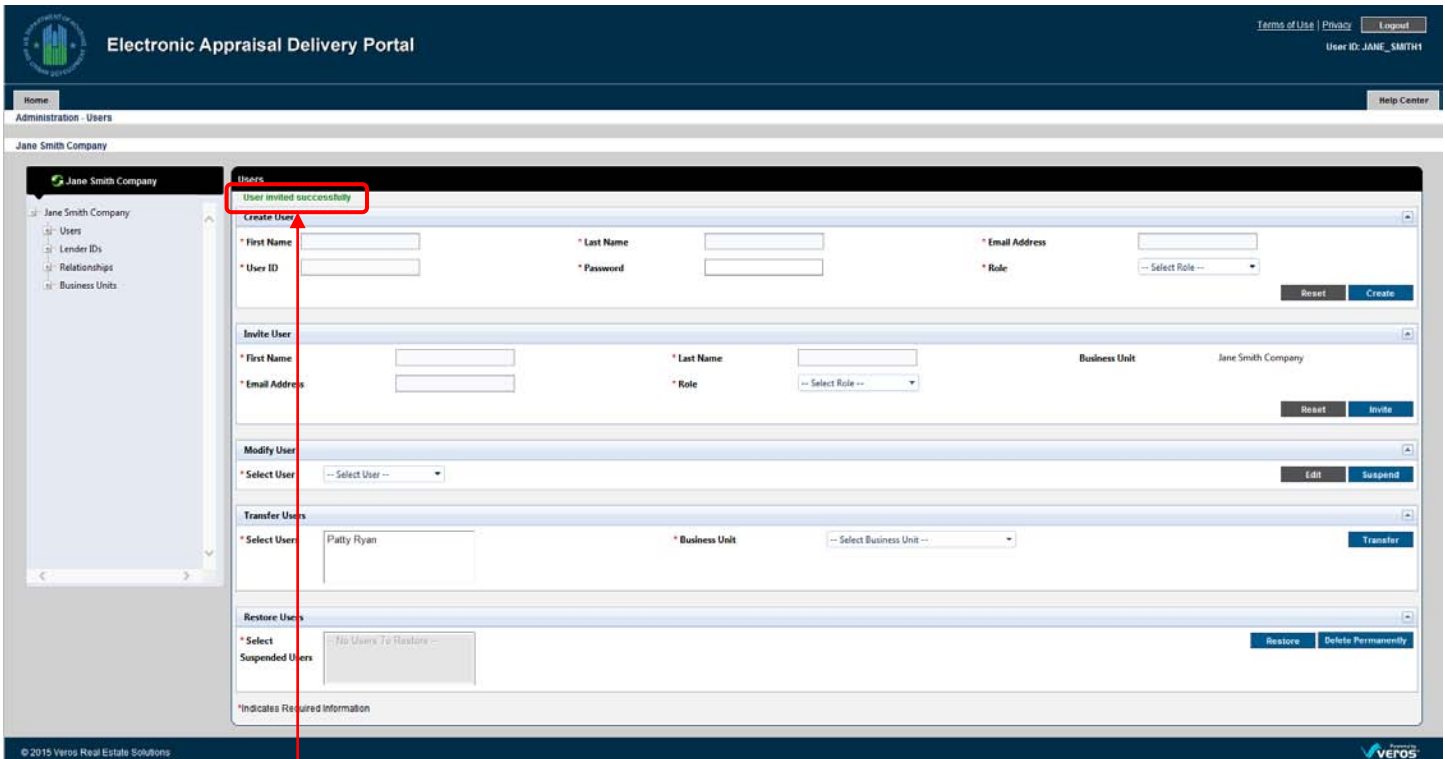 Terms of Use | Privacy Logout
Electronic Appraisal Delivery Portal
User ID: JANE_SMITH1
Home Help Center
Administration - Users
Jane Smith Company
Jane Smith Company
Users
User invited successfully
Jane Smith Company
Users
Lender IDs
Relationships
Business Units
Create User
* First Name * Last Name * Email Address
* User ID * Password * Role -- Select Role --
Reset Create
Invite User
* First Name * Last Name Business Unit Jane Smith Company
* Email Address * Role -- Select Role --
Reset Invite
Modify User
* Select User -- Select User -- Edit Suspend
Transfer Users
* Select Users Patty Ryan * Business Unit -- Select Business Unit -- Transfer
Restore Users
* Select Suspended Users -- No Users To Restore -- Restore Delete Permanently
*Indicates Required Information
© 2015 Veros Real Estate Solutions
Powered by
veros